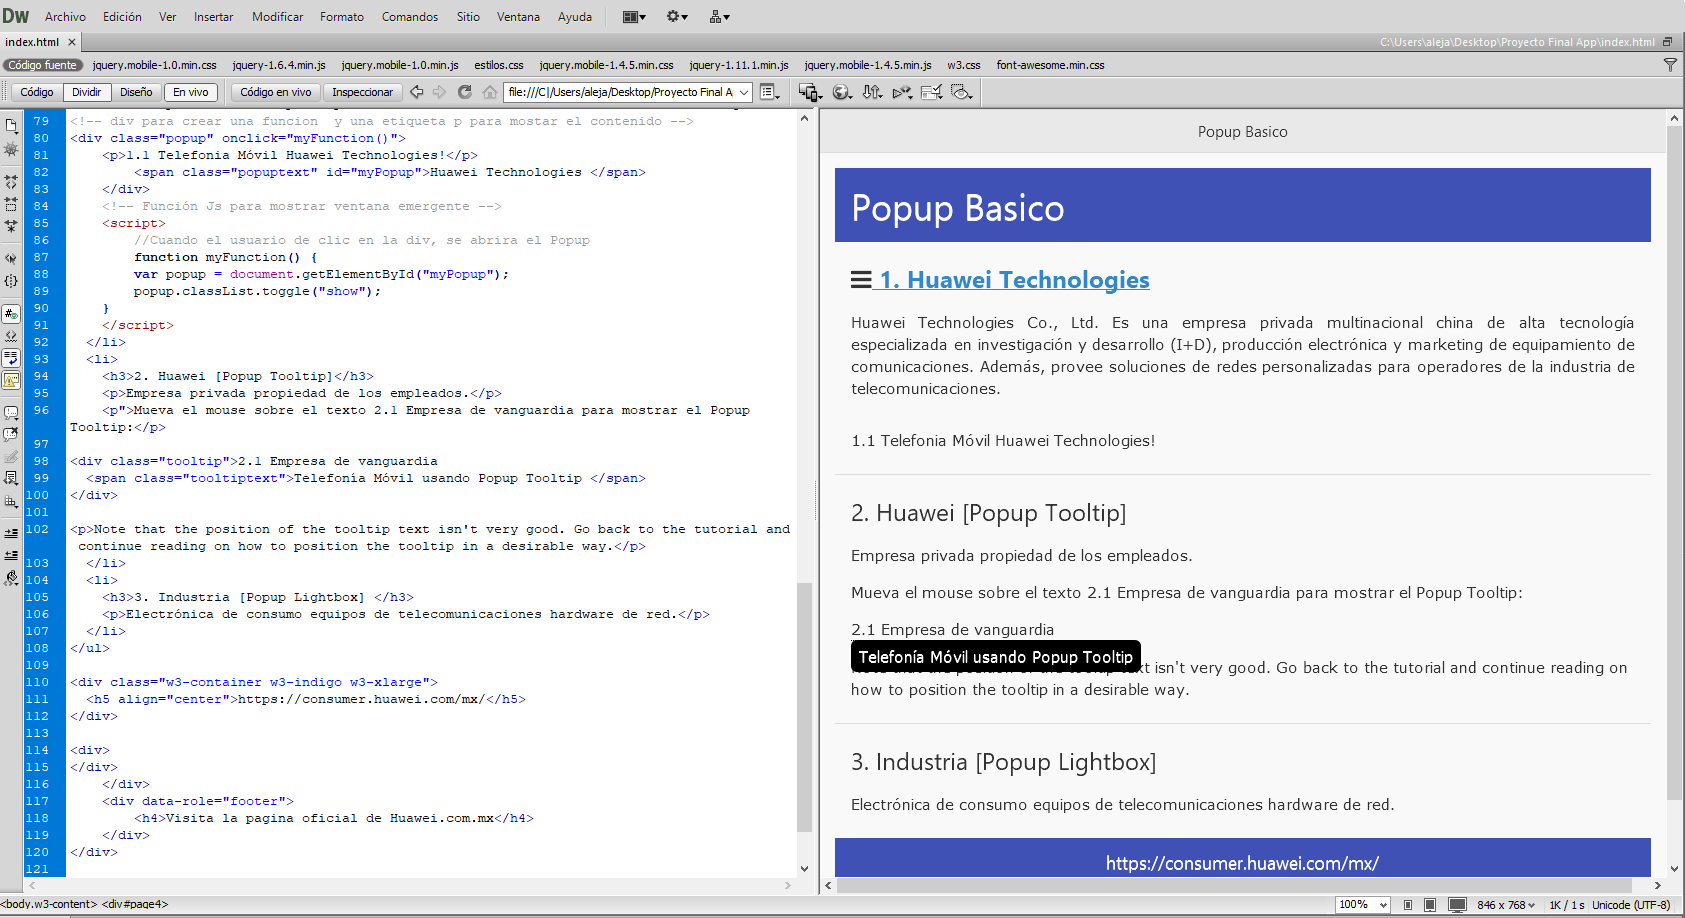 Dw Archivo Edición Ver Insertar Modificar Formato Comandos Sitio Ventana Ayuda
index.html × C:\Users\aleja\Desktop\Proyecto Final App\index.html
Código fuente jquery.mobile-1.0.min.css jquery-1.6.4.min.js jquery.mobile-1.0.min.js estilos.css jquery.mobile-1.4.5.min.css jquery-1.11.1.min.js jquery.mobile-1.4.5.min.js w3.css font-awesome.min.css
Código Dividir Diseño En vivo Código en vivo Inspeccionar file:///C|/Users/aleja/Desktop/Proyecto Final A
79 <!-- div para crear una funcion  y una etiqueta p para mostar el contenido -->
80 <div class="popup" onclick="myFunction()">
81 <p>1.1 Telefonia Móvil Huawei Technologies!</p>
82 <span class="popuptext" id="myPopup">Huawei Technologies </span>
83 </div>
84 <!-- Función Js para mostrar ventana emergente -->
85 <script>
86 //Cuando el usuario de clic en la div, se abrira el Popup
87 function myFunction() {
88 var popup = document.getElementById("myPopup");
89 popup.classList.toggle("show");
90 }
91 </script>
92 </li>
93 <li>
94 <h3>2. Huawei [Popup Tooltip]</h3>
95 <p>Empresa privada propiedad de los empleados.</p>
96 <p">Mueva el mouse sobre el texto 2.1 Empresa de vanguardia para mostrar el Popup
Tooltip:</p>
97
98 <div class="tooltip">2.1 Empresa de vanguardia
99 <span class="tooltiptext">Telefonía Móvil usando Popup Tooltip </span>
100 </div>
101
102 <p>Note that the position of the tooltip text isn't very good. Go back to the tutorial and
continue reading on how to position the tooltip in a desirable way.</p>
103 </li>
104 <li>
105 <h3>3. Industria [Popup Lightbox] </h3>
106 <p>Electrónica de consumo equipos de telecomunicaciones hardware de red.</p>
107 </li>
108 </ul>
109
110 <div class="w3-container w3-indigo w3-xlarge">
111 <h5 align="center">https://consumer.huawei.com/mx/</h5>
112 </div>
113
114 <div>
115 </div>
116 </div>
117 <div data-role="footer">
118 <h4>Visita la pagina oficial de Huawei.com.mx</h4>
119 </div>
120 </div>
121
Popup Basico
Popup Basico
1. Huawei Technologies
Huawei Technologies Co., Ltd. Es una empresa privada multinacional china de alta tecnología
especializada en investigación y desarrollo (I+D), producción electrónica y marketing de equipamiento de
comunicaciones. Además, provee soluciones de redes personalizadas para operadores de la industria de
telecomunicaciones.
1.1 Telefonia Móvil Huawei Technologies!
2. Huawei [Popup Tooltip]
Empresa privada propiedad de los empleados.
Mueva el mouse sobre el texto 2.1 Empresa de vanguardia para mostrar el Popup Tooltip:
2.1 Empresa de vanguardia
Telefonía Móvil usando Popup Tooltip
isn't very good. Go back to the tutorial and continue reading on
how to position the tooltip in a desirable way.
3. Industria [Popup Lightbox]
Electrónica de consumo equipos de telecomunicaciones hardware de red.
https://consumer.huawei.com/mx/
<body.w3-content> <div#page4> 100% 846 x 768 1K / 1 s Unicode (UTF-8)